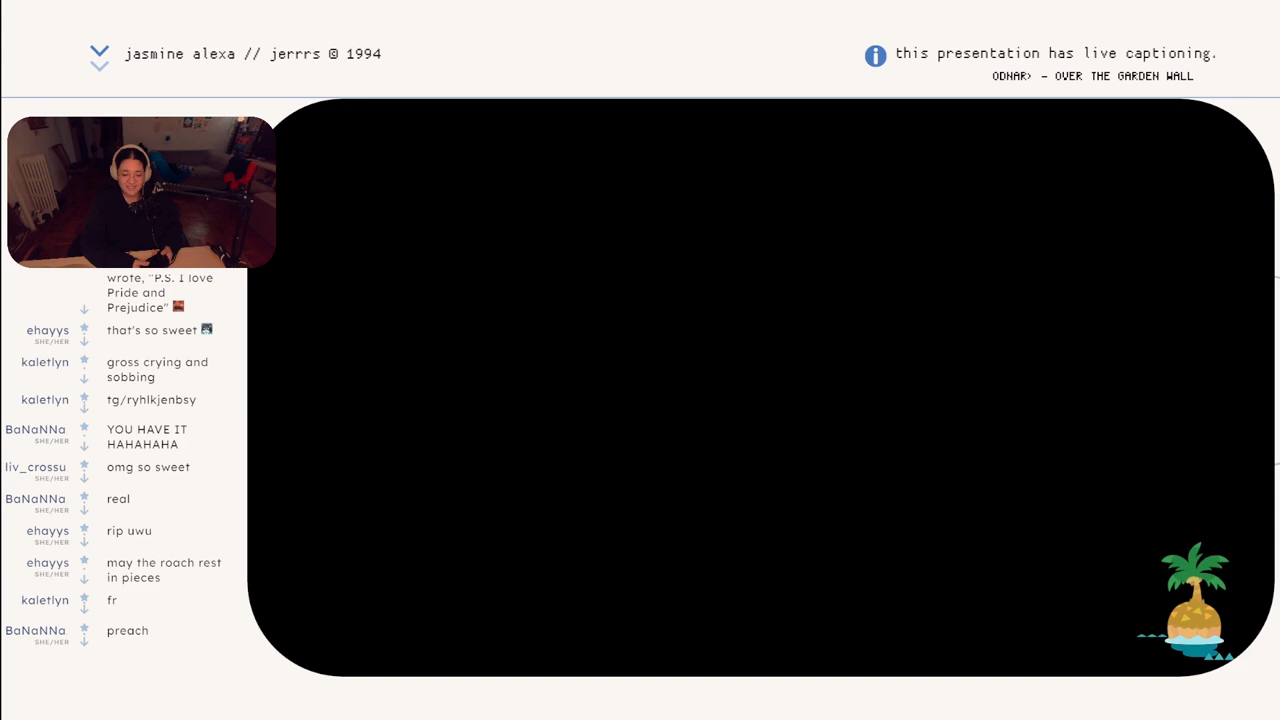 jasmine alexa // jerrrs © 1994
this presentation has live captioning.
ODNAR> - OVER THE GARDEN WALL
wrote, "P.S. I love
Pride and
Prejudice"
ehayys that's so sweet
SHE/HER
kaletlyn gross crying and
sobbing
kaletlyn tg/ryhlkjenbsy
BaNaNNa YOU HAVE IT
SHE/HER HAHAHAHA
liv_crossu omg so sweet
SHE/HER
BaNaNNa real
SHE/HER
ehayys rip uwu
SHE/HER
ehayys may the roach rest
SHE/HER in pieces
kaletlyn fr
BaNaNNa preach
SHE/HER